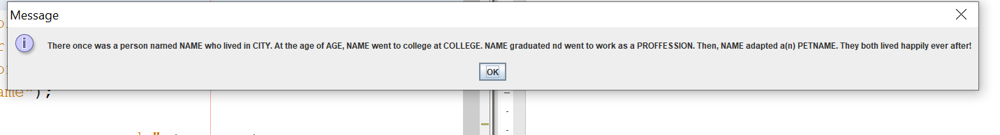 Message
There once was a person named NAME who lived in CITY. At the age of AGE, NAME went to college at COLLEGE. NAME graduated nd went to work as a PROFFESSION. Then, NAME adapted a(n) PETNAME. They both lived happily ever after!
OK
ame");